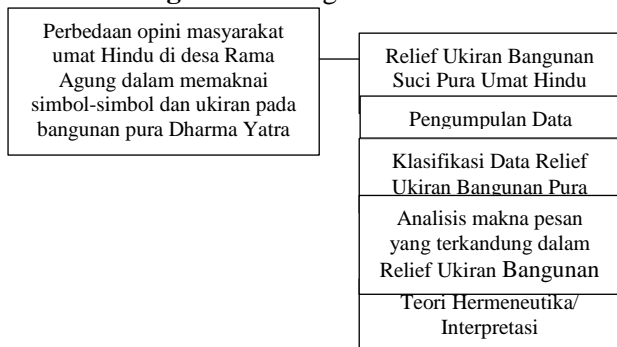 Perbedaan opini masyarakat
umat Hindu di desa Rama
Agung dalam memaknai
simbol-simbol dan ukiran pada
bangunan pura Dharma Yatra
Relief Ukiran Bangunan
Suci Pura Umat Hindu
Pengumpulan Data
Klasifikasi Data Relief
Ukiran Bangunan Pura
Analisis makna pesan
yang terkandung dalam
Relief Ukiran Bangunan
Teori Hermeneutika/
Interpretasi